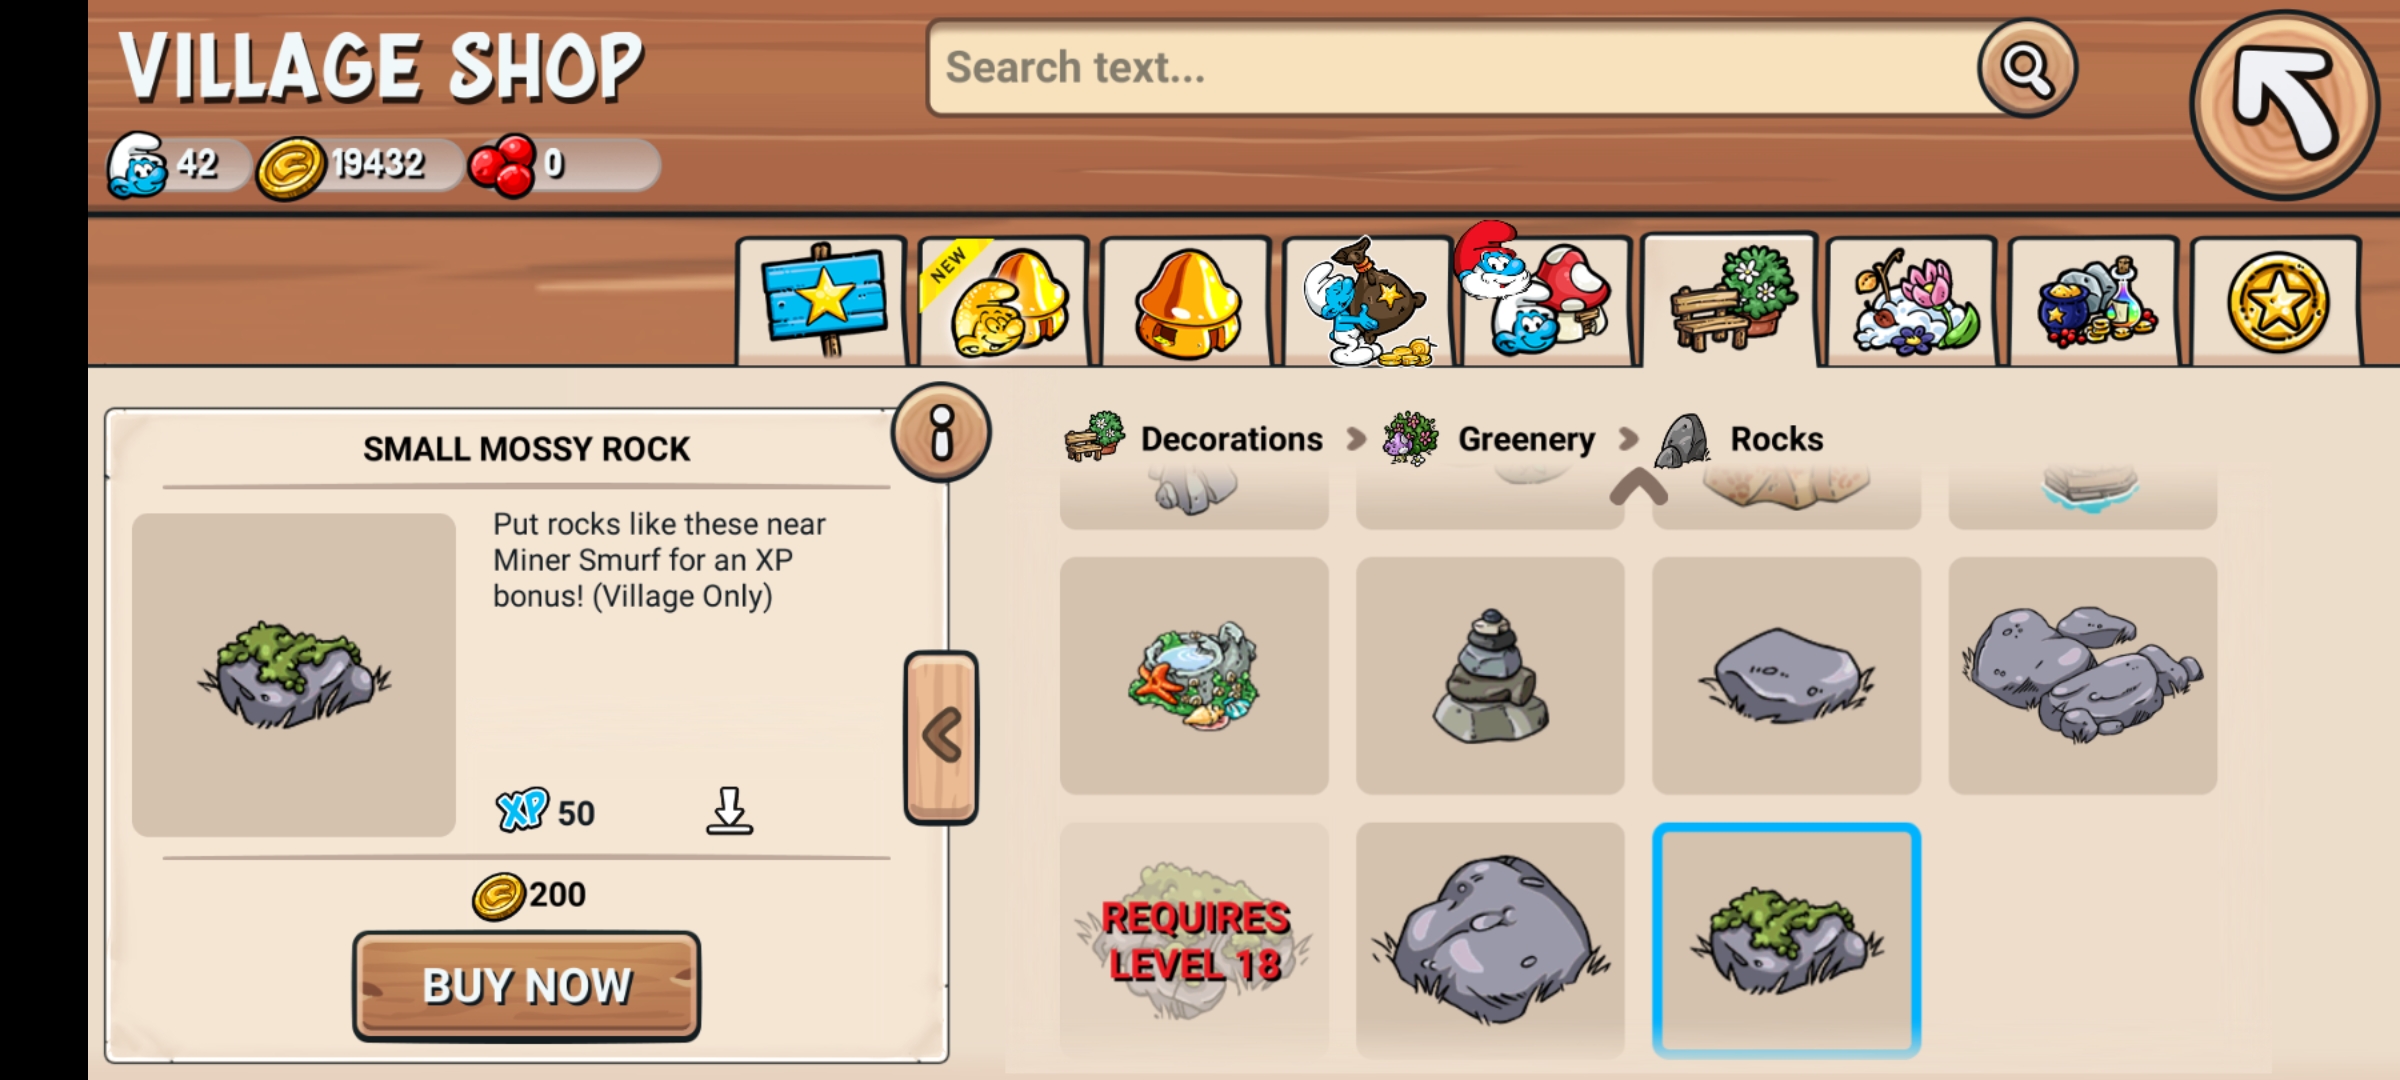 VILLAGE SHOP
Search text...
42
19432
0
NEW
SMALL MOSSY ROCK
Put rocks like these near
Miner Smurf for an XP
bonus! (Village Only)
XP 50
200
BUY NOW
Decorations > Greenery > Rocks
REQUIRES
LEVEL 18